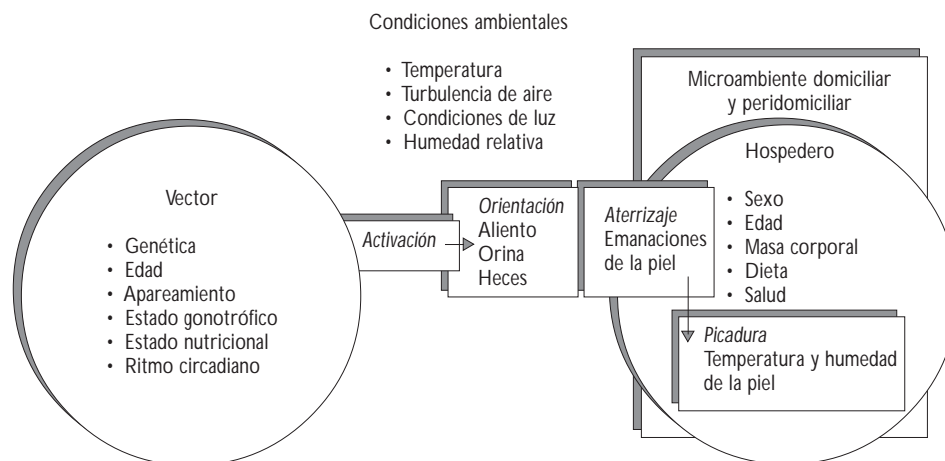 Condiciones ambientales
• Temperatura
• Turbulencia de aire
• Condiciones de luz
• Humedad relativa
Vector
• Genética
• Edad
• Apareamiento
• Estado gonotrófico
• Estado nutricional
• Ritmo circadiano
Activación
Orientación
Aliento
Orina
Heces
Aterrizaje
Emanaciones
de la piel
Microambiente domiciliar
y peridomiciliar
Hospedero
• Sexo
• Edad
• Masa corporal
• Dieta
• Salud
Picadura
Temperatura y humedad
de la piel